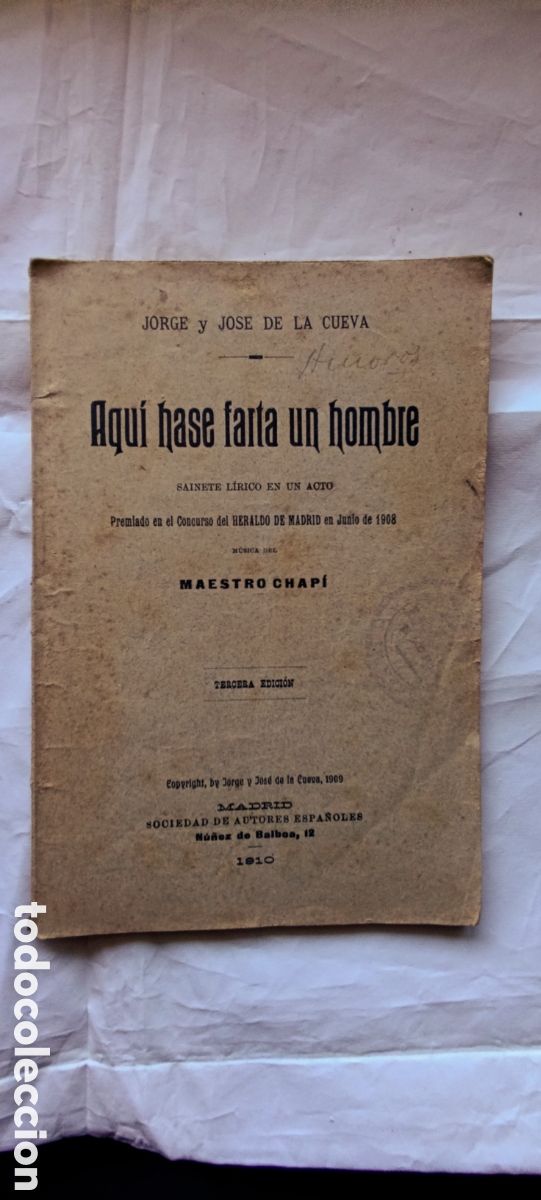 JORGE y JOSE DE LA CUEVA
Aquí hase farta un hombre
SAINETE LÍRICO EN UN ACTO
Premiado en el Concurso del HERALDO DE MADRID en Junio de 1908
MÚSICA DEL
MAESTRO CHAPÍ
TERCERA EDICIÓN
Copyright, by Jorge y José de la Cueva, 1909
MADRID
SOCIEDAD DE AUTORES ESPAÑOLES
Núñez de Balboa, 12
1910
todocoleccion